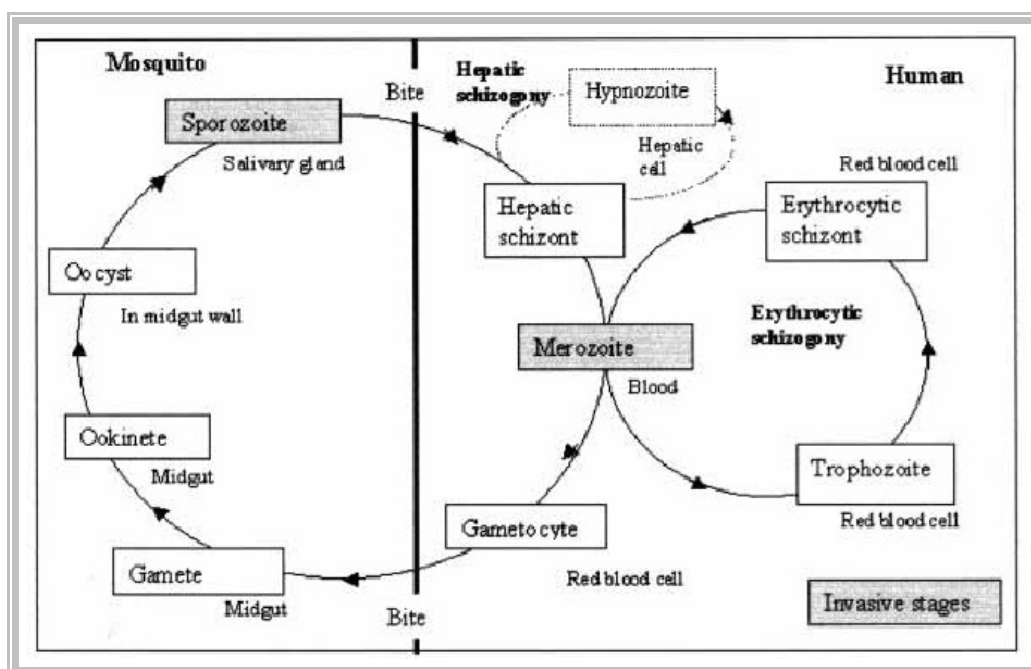 Mosquito
Bite
Hepatic
schizogony
Hypnozoite
Human
Sporozoite
Salivary gland
Hepatic
cell
Red blood cell
Hepatic
schizont
Erythrocytic
schizont
Oocyst
In midgut wall
Erythrocytic
schizogony
Merozoite
Blood
Ookinete
Midgut
Trophozoite
Red blood cell
Gametocyte
Red blood cell
Gamete
Midgut
Bite
Invasive stages